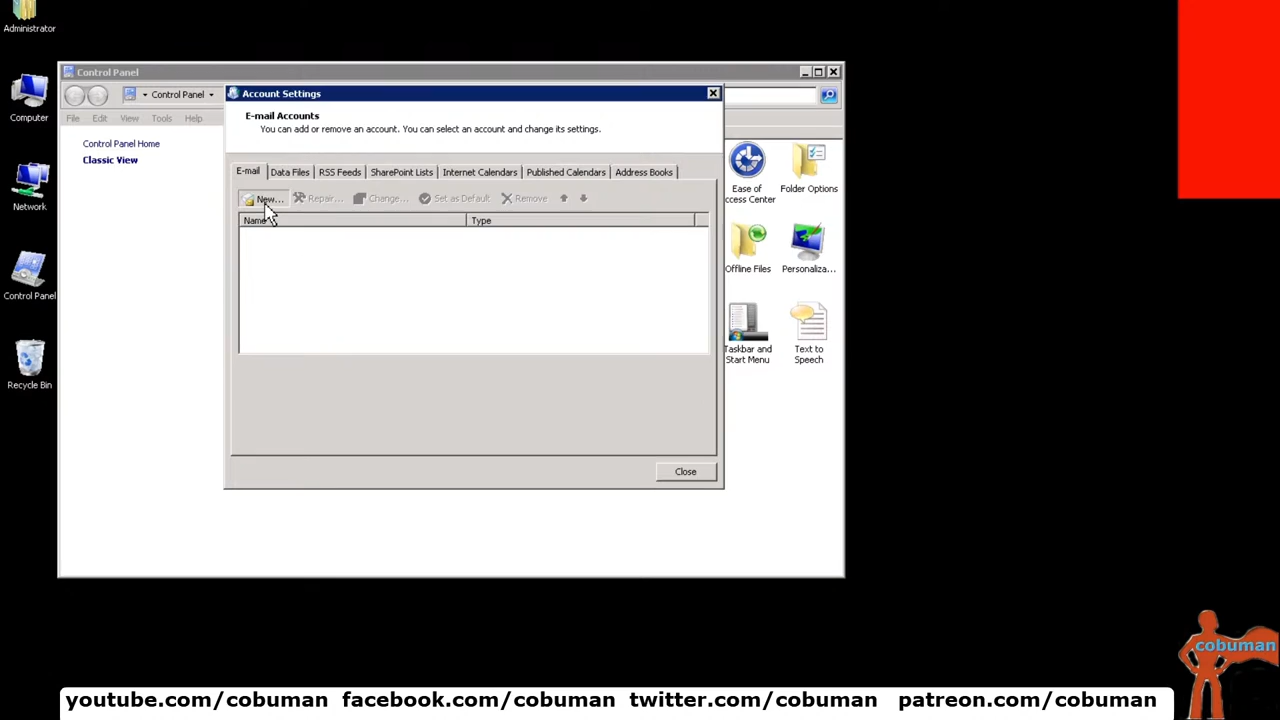 Administrator
Computer
Network
Control Panel
Recycle Bin
Control Panel
Control Panel
File Edit View Tools Help
Control Panel Home
Classic View
Account Settings
E-mail Accounts
You can add or remove an account. You can select an account and change its settings.
E-mail Data Files RSS Feeds SharePoint Lists Internet Calendars Published Calendars Address Books
New... Repair... Change... Set as Default Remove
Name Type
Close
Ease of
ccess Center
Folder Options
Offline Files
Personaliza...
Taskbar and
Start Menu
Text to
Speech
cobuman
youtube.com/cobuman facebook.com/cobuman twitter.com/cobuman patreon.com/cobuman